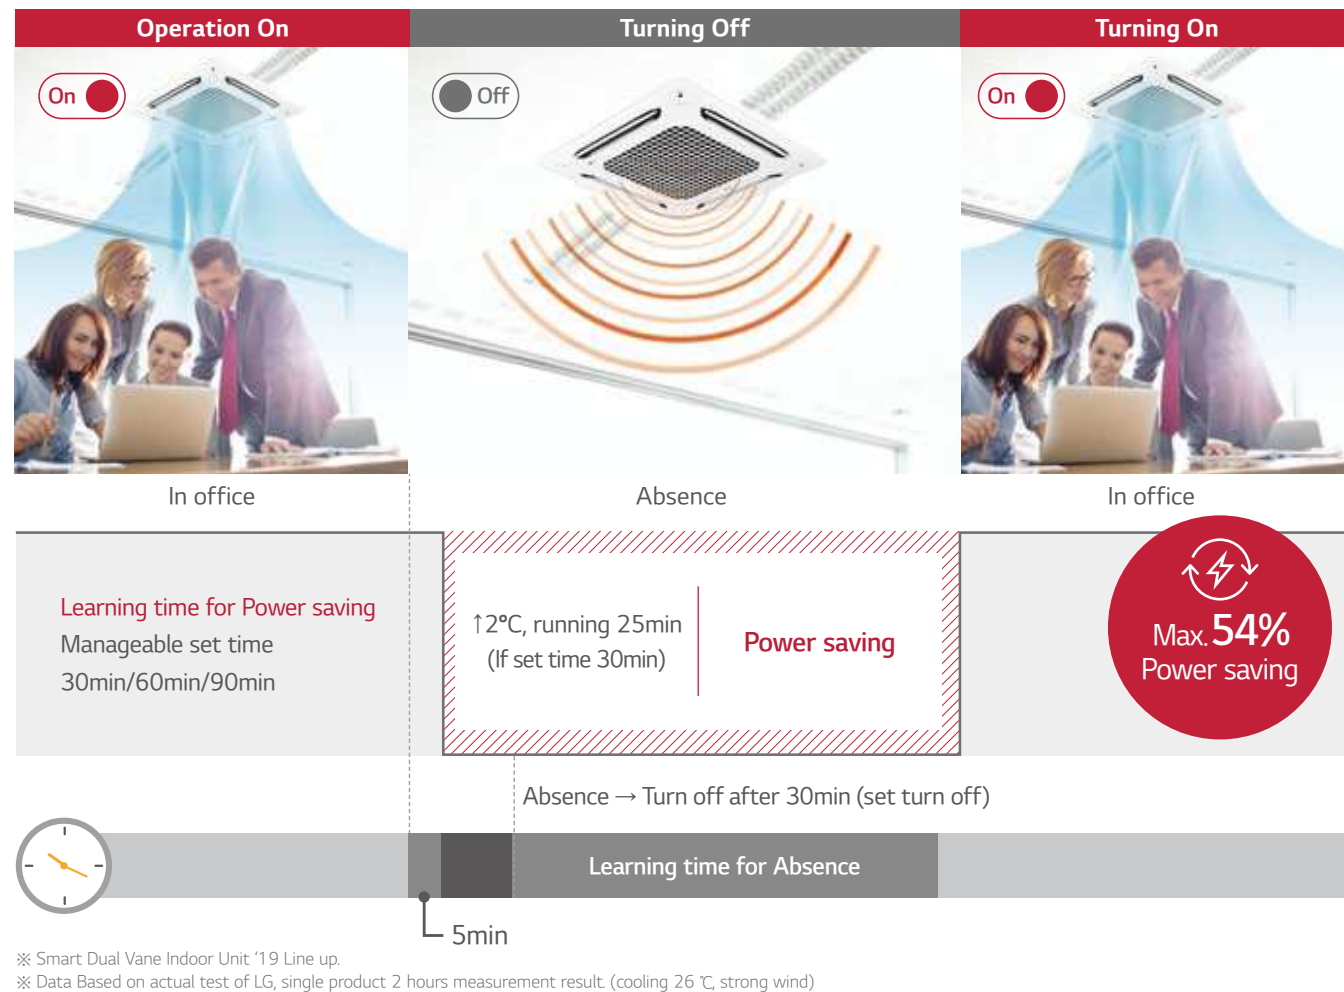 Operation On
Turning Off
Turning On
On
Off
On
In office
Absence
In office
Learning time for Power saving
Manageable set time
30min/60min/90min
↑2°C, running 25min
(If set time 30min)
Power saving
Max. 54%
Power saving
Absence → Turn off after 30min (set turn off)
Learning time for Absence
5min
※ Smart Dual Vane Indoor Unit ‘19 Line up.
※ Data Based on actual test of LG, single product 2 hours measurement result. (cooling 26 ℃, strong wind)